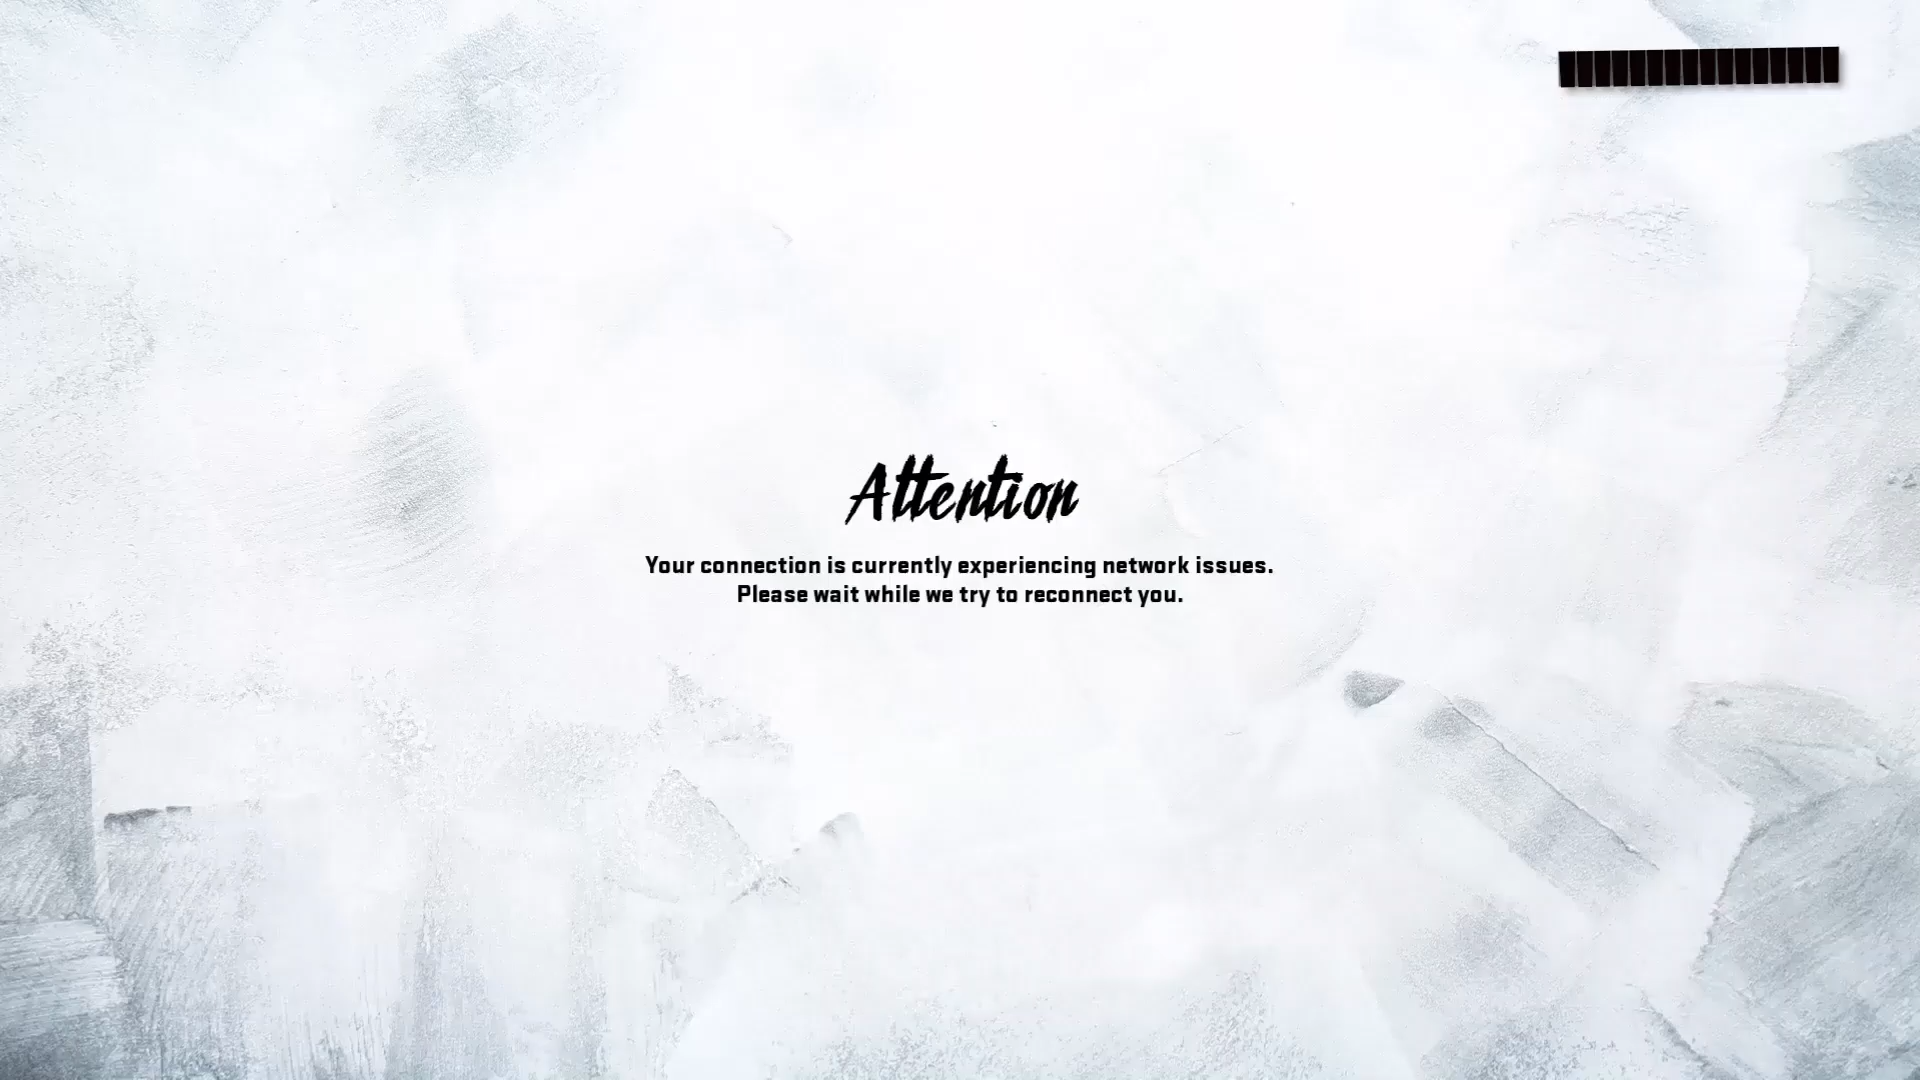 Attention
Your connection is currently experiencing network issues.
Please wait while we try to reconnect you.